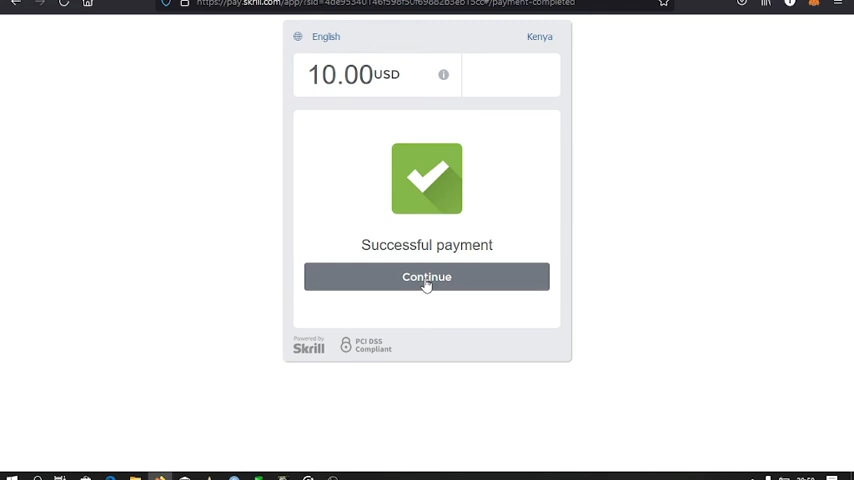 English
Kenya
10.00USD
Successful payment
Continue
Powered by
Skrill
PCI DSS
Compliant